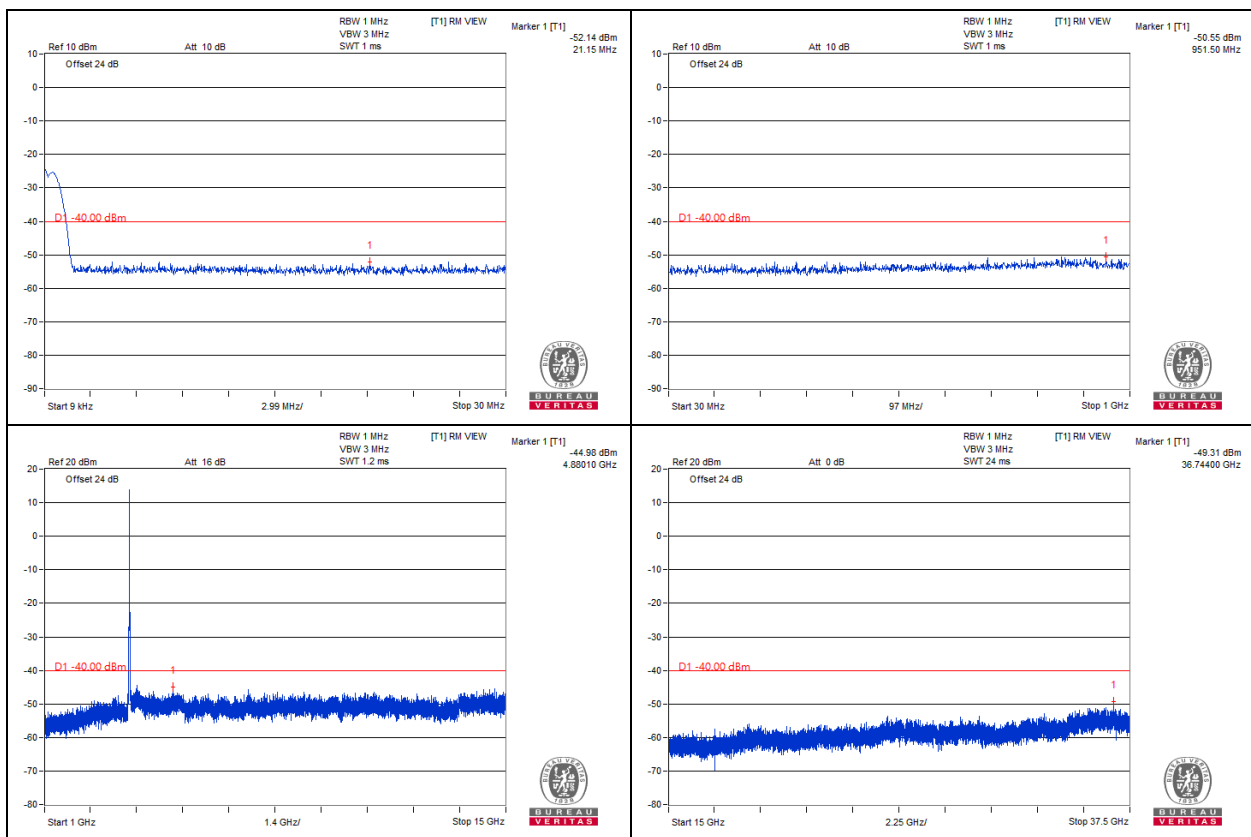 RBW 1 MHz [T1] RM VIEW Marker 1 [T1]
VBW 3 MHz -52.14 dBm
Ref 10 dBm Att 10 dB SWT 1 ms 21.15 MHz
10
Offset 24 dB
0
-10
-20
-30
D1 -40.00 dBm
-40
1
-50
-60
-70
-80
-90
Start 9 kHz 2.99 MHz/ Stop 30 MHz
BUREAU VERITAS
1828
BUREAU
VERITAS
RBW 1 MHz [T1] RM VIEW Marker 1 [T1]
VBW 3 MHz -50.55 dBm
Ref 10 dBm Att 10 dB SWT 1 ms 951.50 MHz
10
Offset 24 dB
0
-10
-20
-30
D1 -40.00 dBm
-40
1
-50
-60
-70
-80
-90
Start 30 MHz 97 MHz/ Stop 1 GHz
BUREAU VERITAS
1828
BUREAU
VERITAS
RBW 1 MHz [T1] RM VIEW Marker 1 [T1]
VBW 3 MHz -44.98 dBm
Ref 20 dBm Att 16 dB SWT 1.2 ms 4.88010 GHz
20
Offset 24 dB
10
0
-10
-20
-30
D1 -40.00 dBm
-40
1
-50
-60
-70
-80
Start 1 GHz 1.4 GHz/ Stop 15 GHz
BUREAU VERITAS
1828
BUREAU
VERITAS
RBW 1 MHz [T1] RM VIEW Marker 1 [T1]
VBW 3 MHz -49.31 dBm
Ref 20 dBm Att 0 dB SWT 24 ms 36.74400 GHz
20
Offset 24 dB
10
0
-10
-20
-30
D1 -40.00 dBm
-40
1
-50
-60
-70
-80
Start 15 GHz 2.25 GHz/ Stop 37.5 GHz
BUREAU VERITAS
1828
BUREAU
VERITAS